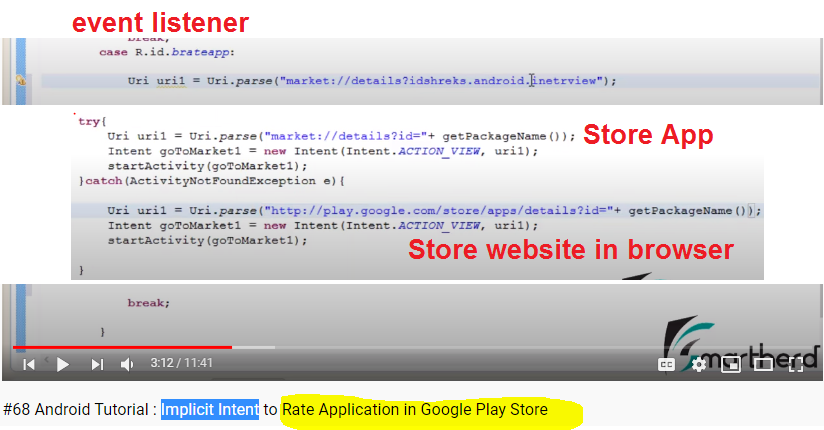 event listener
break;
case R.id.brateapp:
Uri uri1 = Uri.parse("market://details?idshreks.android.inetrview");
try{
Uri uri1 = Uri.parse("market://details?id="+ getPackageName());
Store App
Intent goToMarket1 = new Intent(Intent.ACTION_VIEW, uri1);
startActivity(goToMarket1);
}catch(ActivityNotFoundException e){
Uri uri1 = Uri.parse("http://play.google.com/store/apps/details?id="+ getPackageName());
Intent goToMarket1 = new Intent(Intent.ACTION_VIEW, uri1);
startActivity(goToMarket1);
Store website in browser
}
break;
}
smartherd
3:12 / 11:41
CC
#68 Android Tutorial : Implicit Intent to Rate Application in Google Play Store